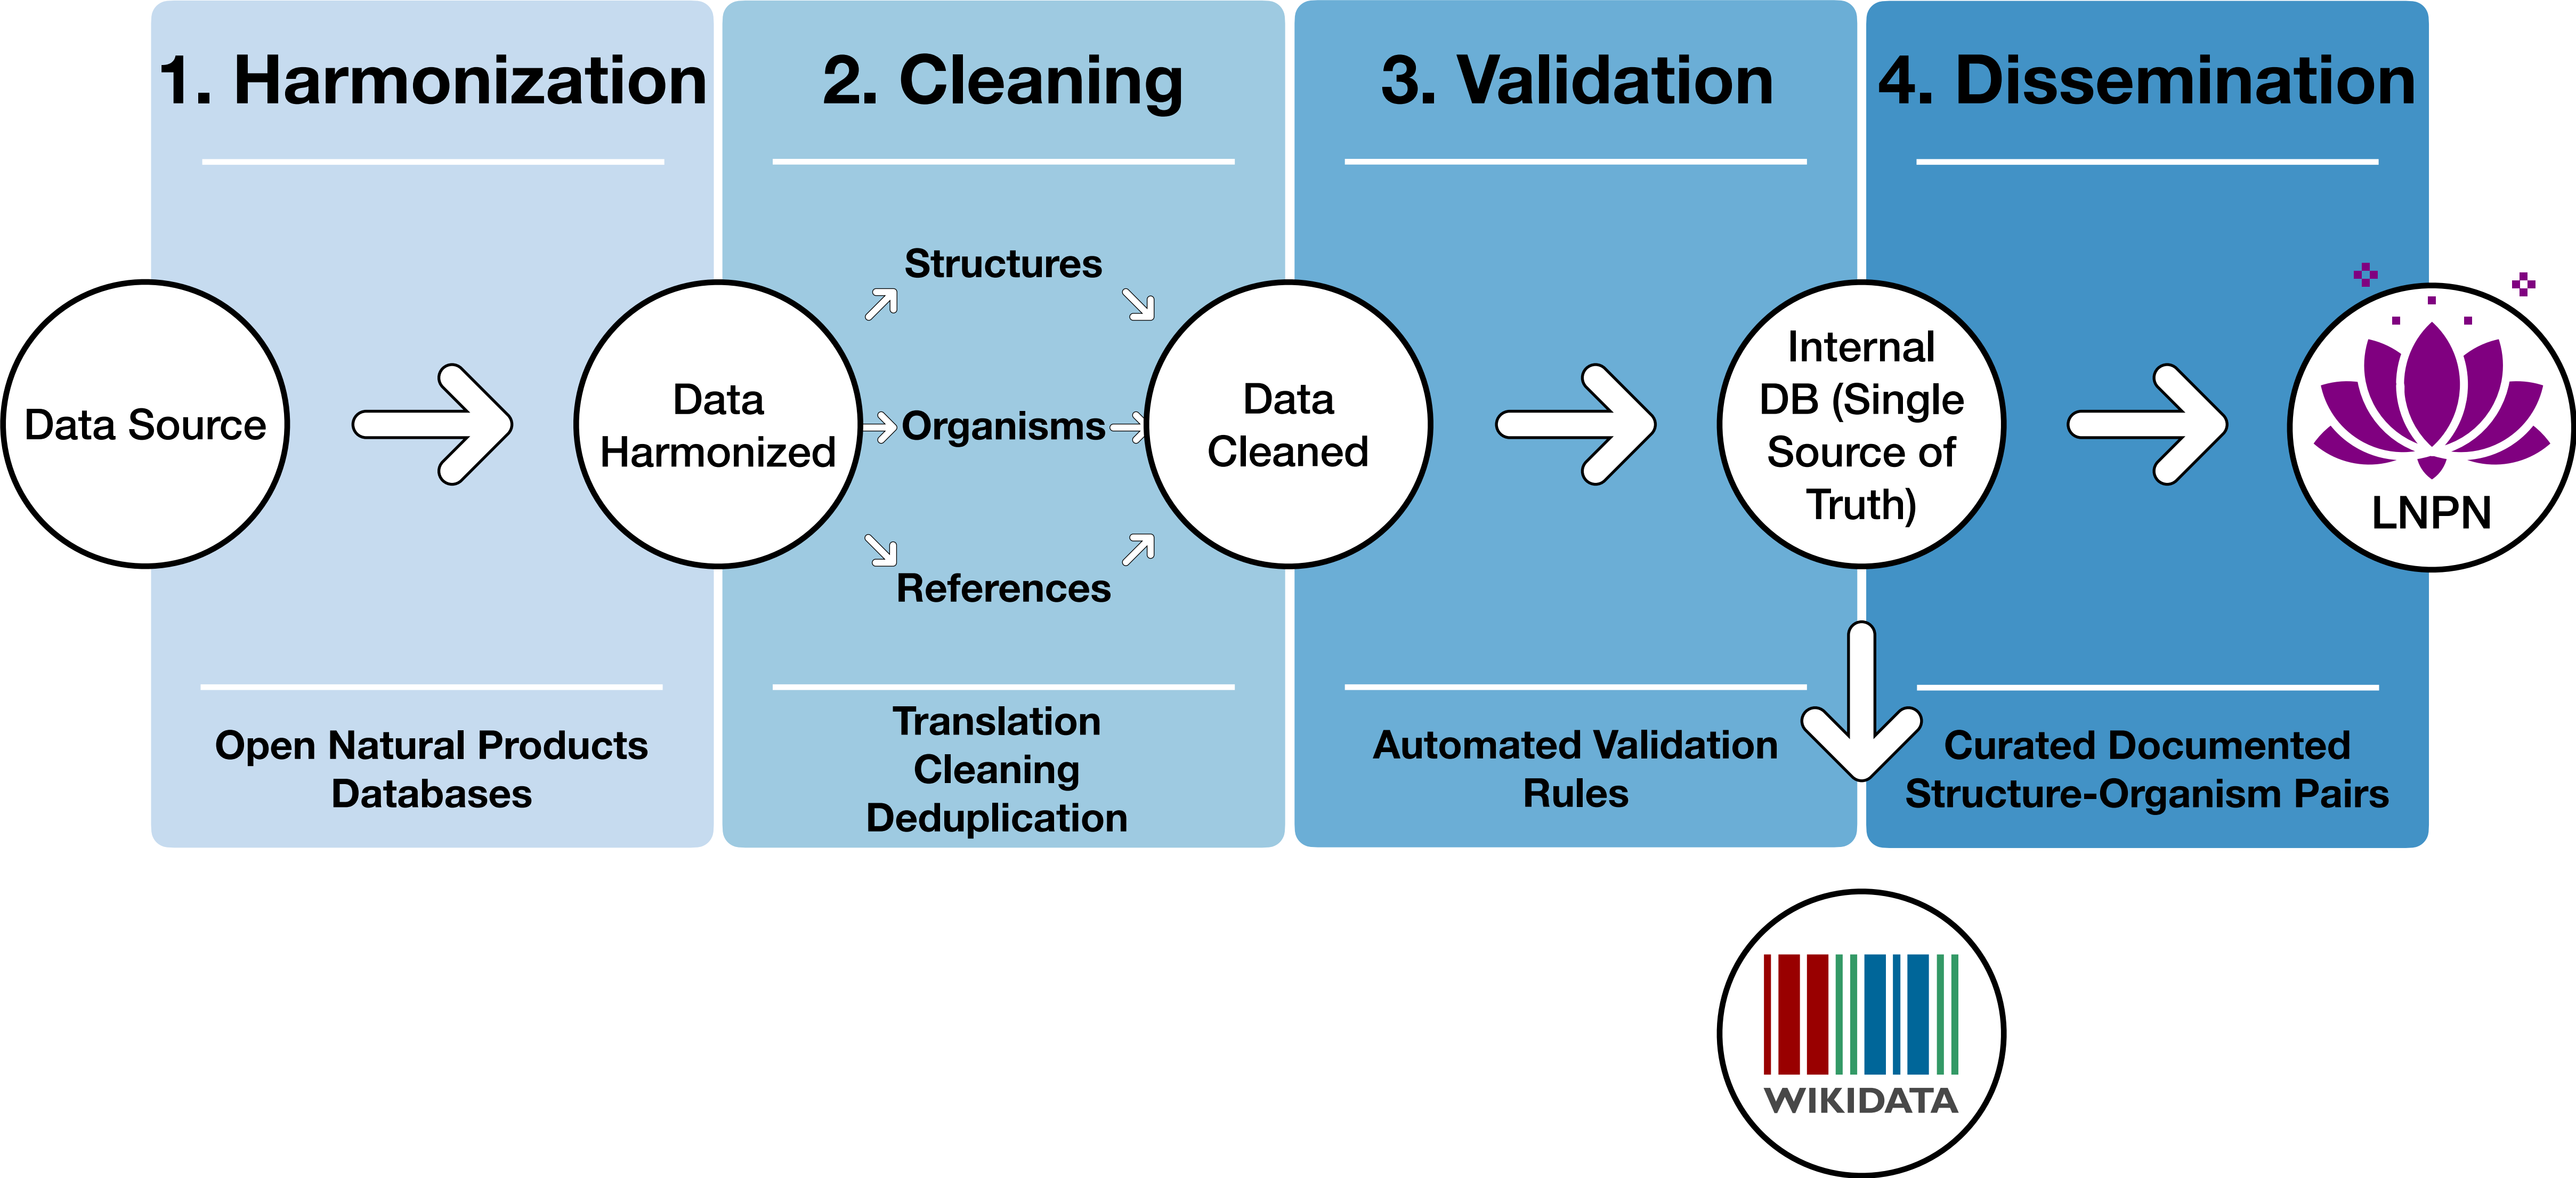 1. Harmonization
2. Cleaning
3. Validation
4. Dissemination
Data Source
Data
Harmonized
Structures
Organisms
References
Data
Cleaned
Internal
DB (Single
Source of
Truth)
LNPN
Open Natural Products
Databases
Translation
Cleaning
Deduplication
Automated Validation
Rules
Curated Documented
Structure-Organism Pairs
WIKIDATA